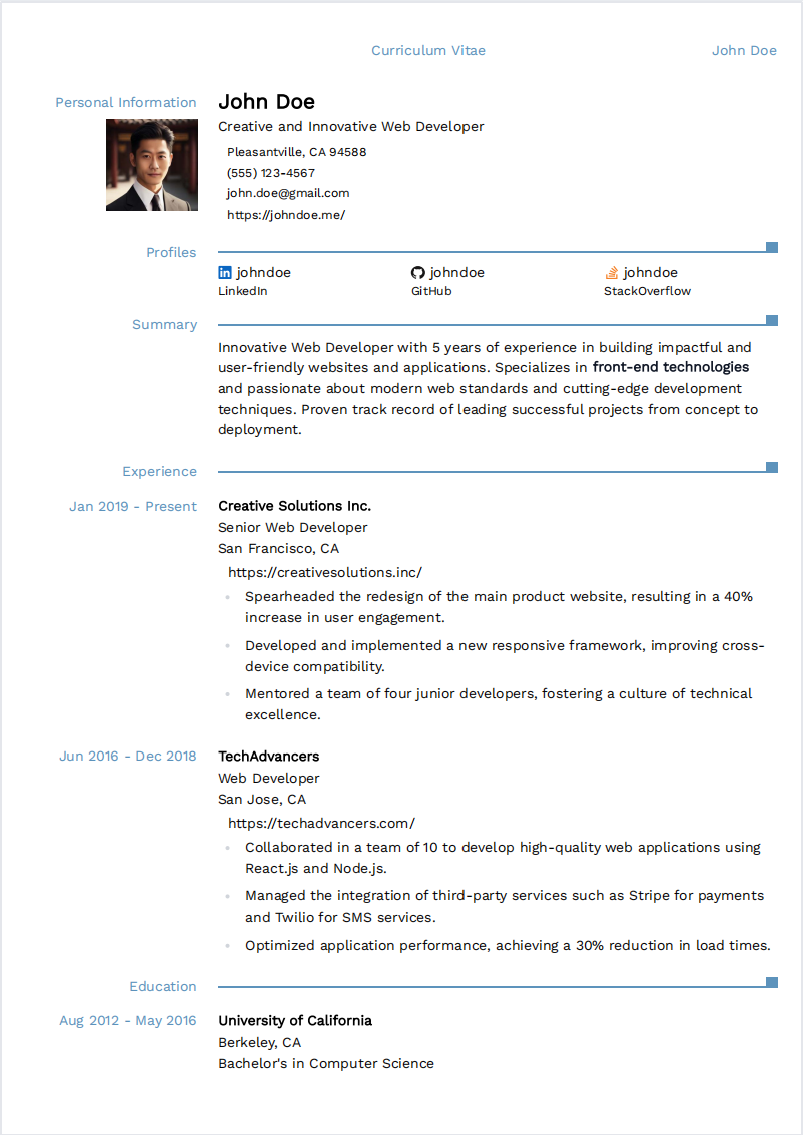 Curriculum Vitae
John Doe
Personal Information
John Doe
Creative and Innovative Web Developer
Pleasantville, CA 94588
(555) 123-4567
john.doe@gmail.com
https://johndoe.me/
Profiles
johndoe
LinkedIn
johndoe
GitHub
johndoe
StackOverflow
Summary
Innovative Web Developer with 5 years of experience in building impactful and
user-friendly websites and applications. Specializes in front-end technologies
and passionate about modern web standards and cutting-edge development
techniques. Proven track record of leading successful projects from concept to
deployment.
Experience
Jan 2019 - Present
Creative Solutions Inc.
Senior Web Developer
San Francisco, CA
https://creativesolutions.inc/
• Spearheaded the redesign of the main product website, resulting in a 40%
increase in user engagement.
• Developed and implemented a new responsive framework, improving cross-
device compatibility.
• Mentored a team of four junior developers, fostering a culture of technical
excellence.
Jun 2016 - Dec 2018
TechAdvancers
Web Developer
San Jose, CA
https://techadvancers.com/
• Collaborated in a team of 10 to develop high-quality web applications using
React.js and Node.js.
• Managed the integration of third-party services such as Stripe for payments
and Twilio for SMS services.
• Optimized application performance, achieving a 30% reduction in load times.
Education
Aug 2012 - May 2016
University of California
Berkeley, CA
Bachelor's in Computer Science